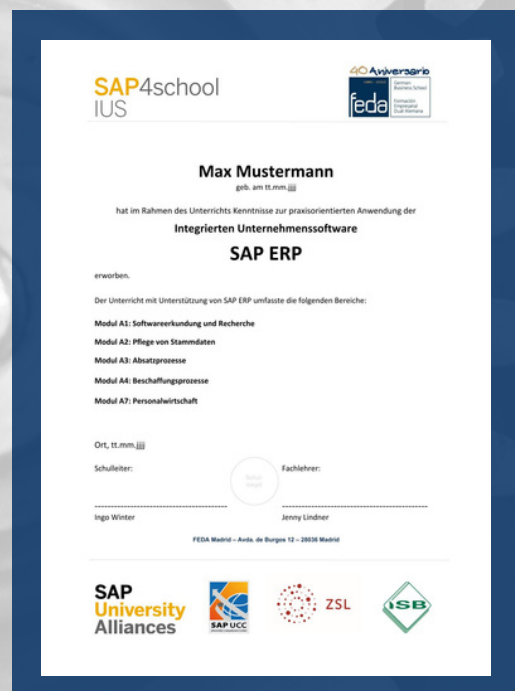 SAP4school
IUS
40 Aniversario
feda
German
Business School
Formación
Empresarial
Dual Alemana
Max Mustermann
geb. am tt.mm.jjjj
hat im Rahmen des Unterrichts Kenntnisse zur praxisorientierten Anwendung der
Integrierten Unternehmenssoftware
SAP ERP
erworben.
Der Unterricht mit Unterstützung von SAP ERP umfasste die folgenden Bereiche:
Modul A1: Softwareerkundung und Recherche
Modul A2: Pflege von Stammdaten
Modul A3: Absatzprozesse
Modul A4: Beschaffungsprozesse
Modul A7: Personalwirtschaft
Ort, tt.mm.jjjj
Schulleiter:
Fachlehrer:
Ingo Winter
Jenny Lindner
FEDA Madrid – Avda. de Burgos 12 – 28036 Madrid
SAP
University
Alliances
SAP UCC
ZSL
ISB